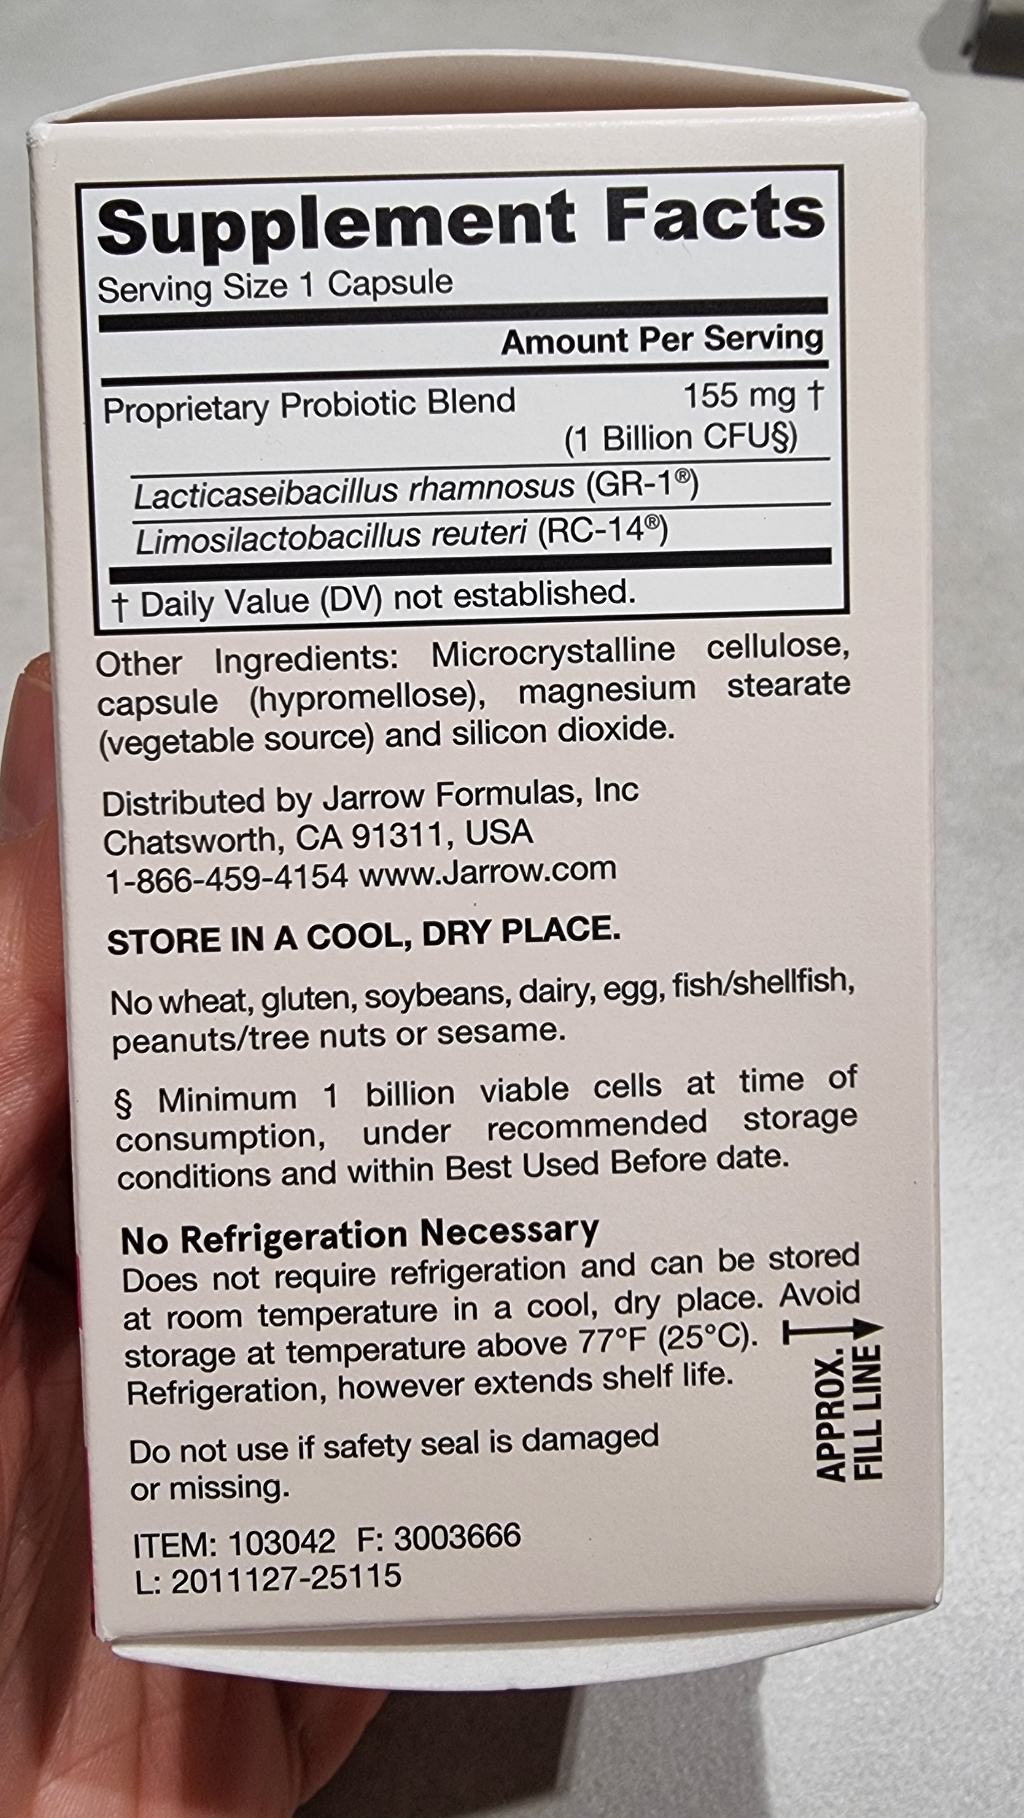 Supplement Facts
Serving Size 1 Capsule
Amount Per Serving
Proprietary Probiotic Blend 155 mg †
(1 Billion CFU§)
Lacticaseibacillus rhamnosus (GR-1®)
Limosilactobacillus reuteri (RC-14®)
† Daily Value (DV) not established.
Other Ingredients: Microcrystalline cellulose,
capsule (hypromellose), magnesium stearate
(vegetable source) and silicon dioxide.
Distributed by Jarrow Formulas, Inc
Chatsworth, CA 91311, USA
1-866-459-4154 www.Jarrow.com
STORE IN A COOL, DRY PLACE.
No wheat, gluten, soybeans, dairy, egg, fish/shellfish,
peanuts/tree nuts or sesame.
§ Minimum 1 billion viable cells at time of
consumption, under recommended storage
conditions and within Best Used Before date.
No Refrigeration Necessary
Does not require refrigeration and can be stored
at room temperature in a cool, dry place. Avoid
storage at temperature above 77°F (25°C).
Refrigeration, however extends shelf life.
APPROX.
FILL LINE
Do not use if safety seal is damaged
or missing.
ITEM: 103042 F: 3003666
L: 2011127-25115